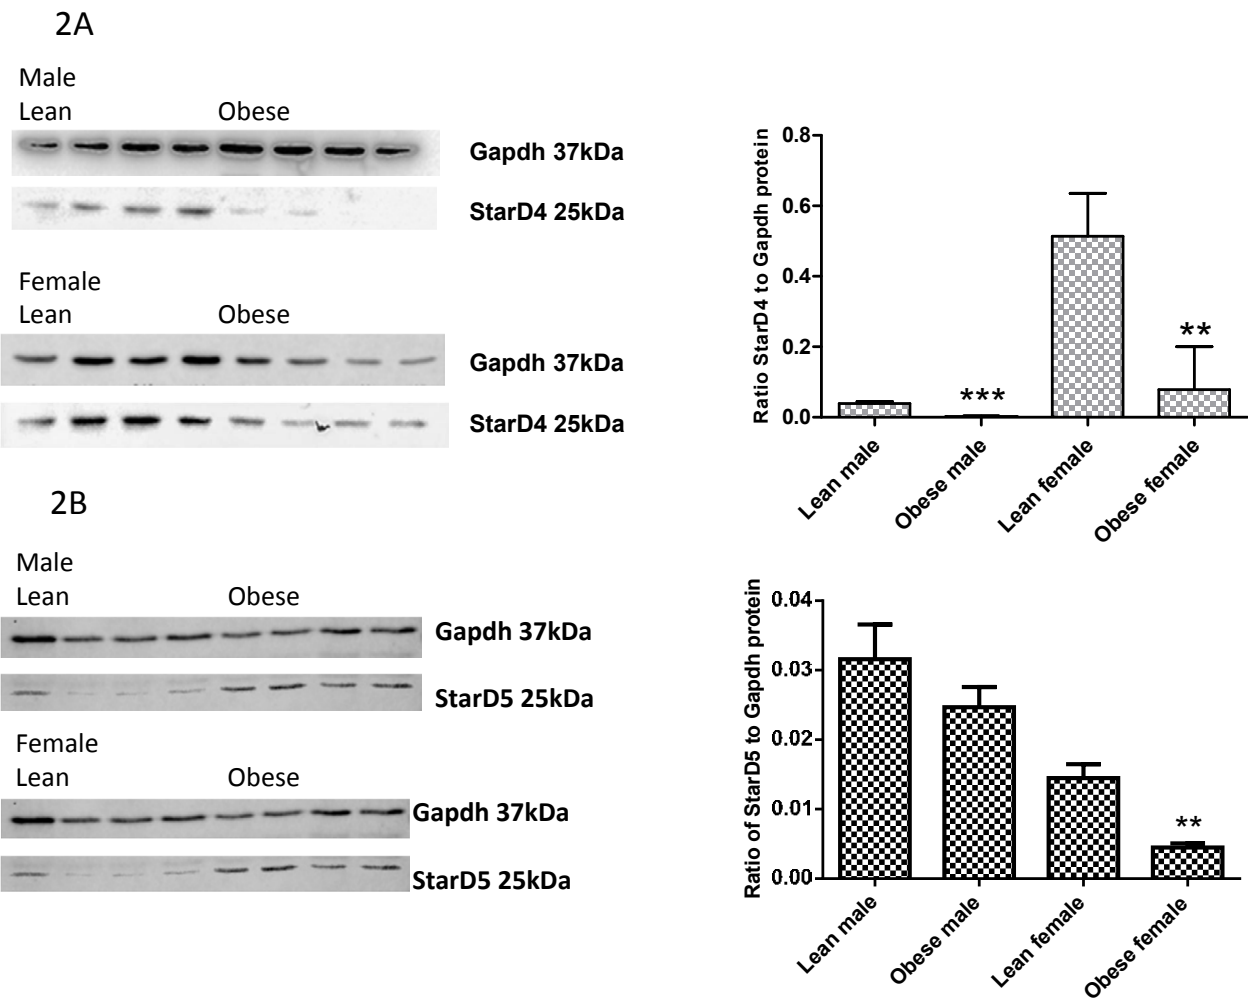 2A
Male
Lean Obese
Gapdh 37kDa
StarD4 25kDa
Female
Lean Obese
Gapdh 37kDa
StarD4 25kDa
Ratio StarD4 to Gapdh protein
0.8
0.6
0.4
0.2
0.0
***
**
Lean male
Obese male
Lean female
Obese female
2B
Male
Lean Obese
Gapdh 37kDa
StarD5 25kDa
Female
Lean Obese
Gapdh 37kDa
StarD5 25kDa
Ratio of StarD5 to Gapdh protein
0.04
0.03
0.02
0.01
0.00
**
Lean male
Obese male
Lean female
Obese female